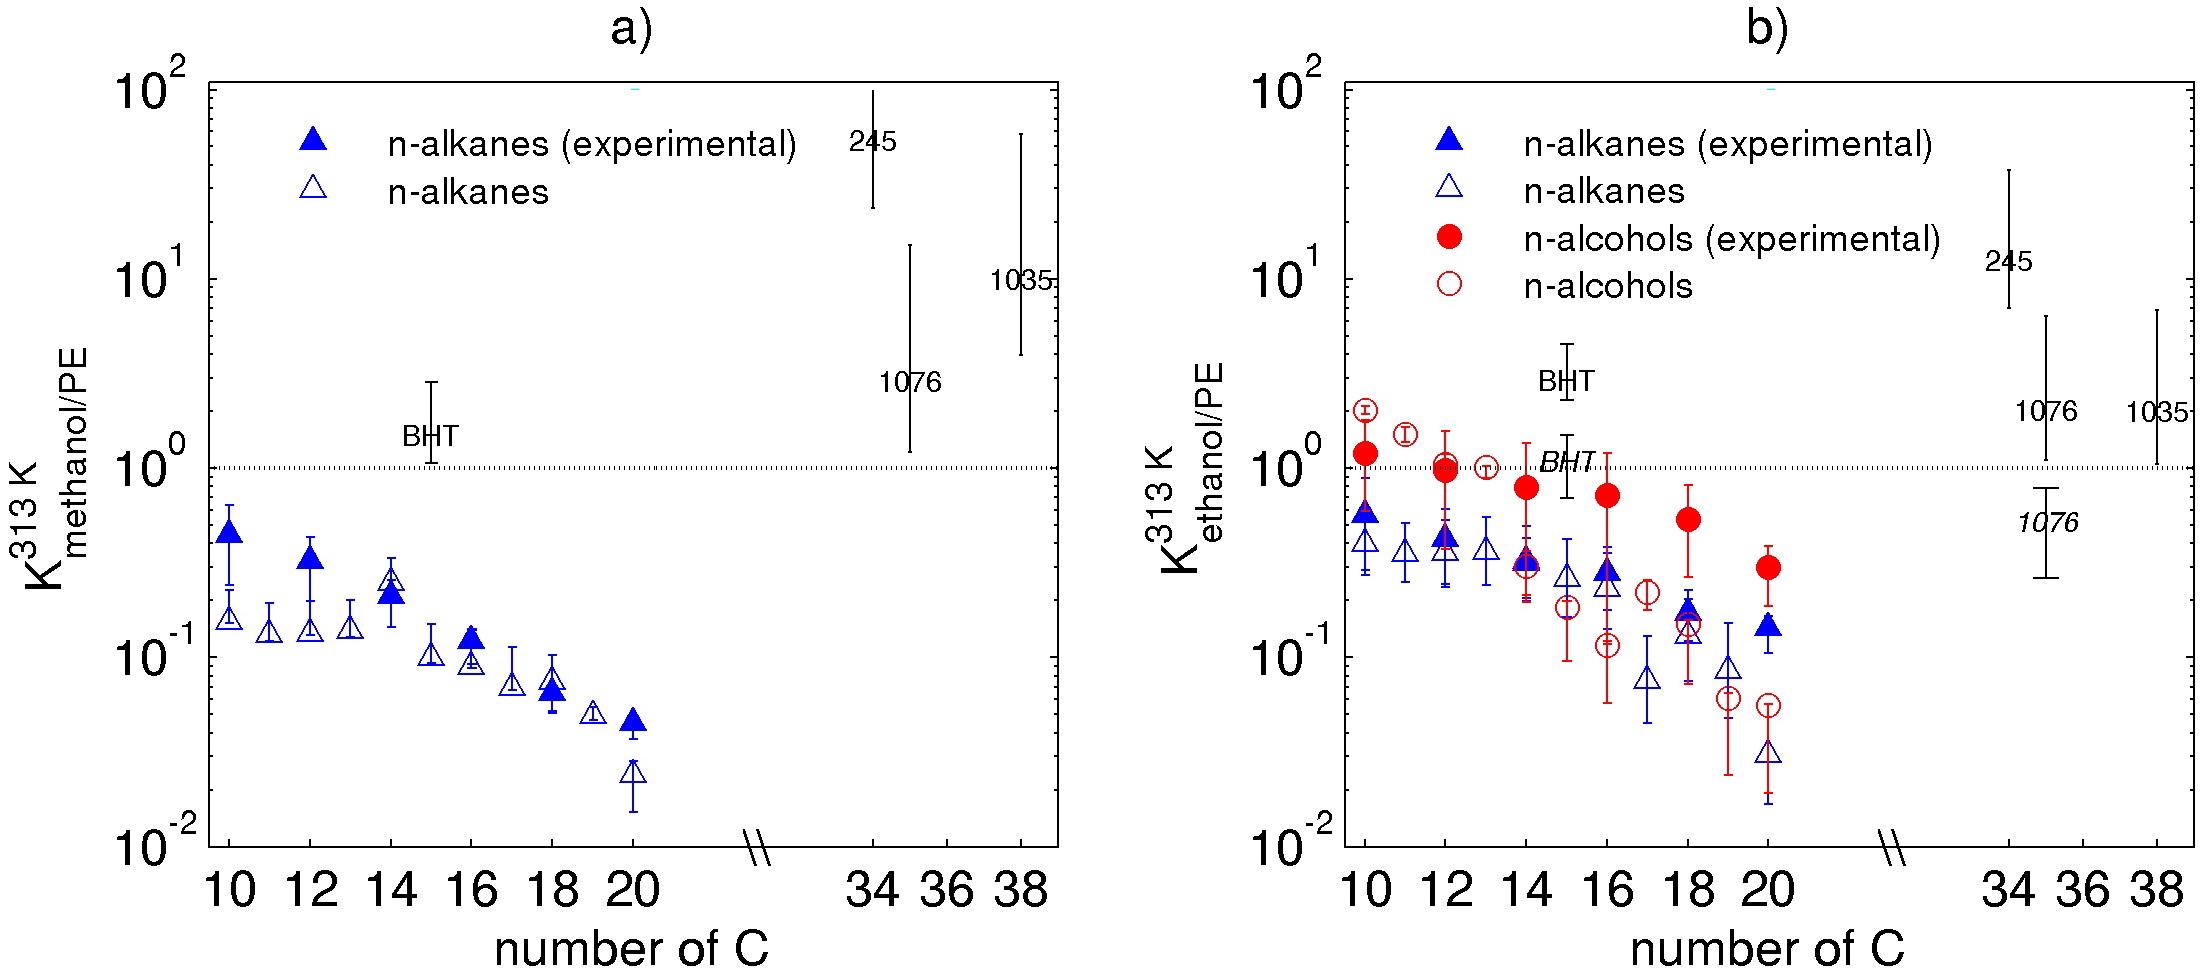 a)
10^2
10^1
10^0
10^-1
10^-2
K^313 K_methanol/PE
n-alkanes (experimental)
n-alkanes
245
1035
1076
BHT
10 12 14 16 18 20 34 36 38
number of C
b)
10^2
10^1
10^0
10^-1
10^-2
K^313 K_ethanol/PE
n-alkanes (experimental)
n-alkanes
n-alcohols (experimental)
n-alcohols
245
BHT
1076
1035
BHT
1076
10 12 14 16 18 20 34 36 38
number of C